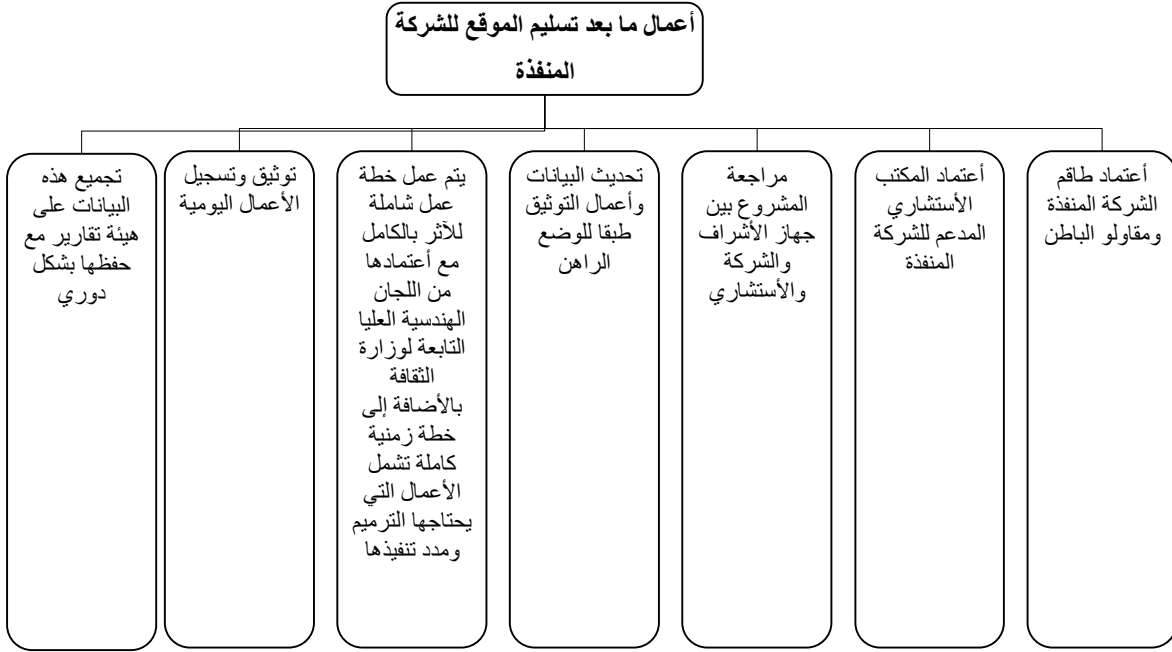 أعمال ما بعد تسليم الموقع للشركة
المنفذة
أعتماد طاقم
الشركة المنفذة
ومقاولو الباطن
أعتماد المكتب
الأستشاري
المدعم للشركة
المنفذة
مراجعة
المشروع بين
جهاز الأشراف
والشركة
والأستشاري
تحديث البيانات
وأعمال التوثيق
طبقا للوضع
الراهن
يتم عمل خطة
عمل شاملة
للآثر بالكامل
مع أعتمادها
من اللجان
الهندسية العليا
التابعة لوزارة
الثقافة
بالأضافة إلى
خطة زمنية
كاملة تشمل
الأعمال التي
يحتاجها الترميم
ومدد تنفيذها
توثيق وتسجيل
الأعمال اليومية
تجميع هذه
البيانات على
هيئة تقارير مع
حفظها بشكل
دوري